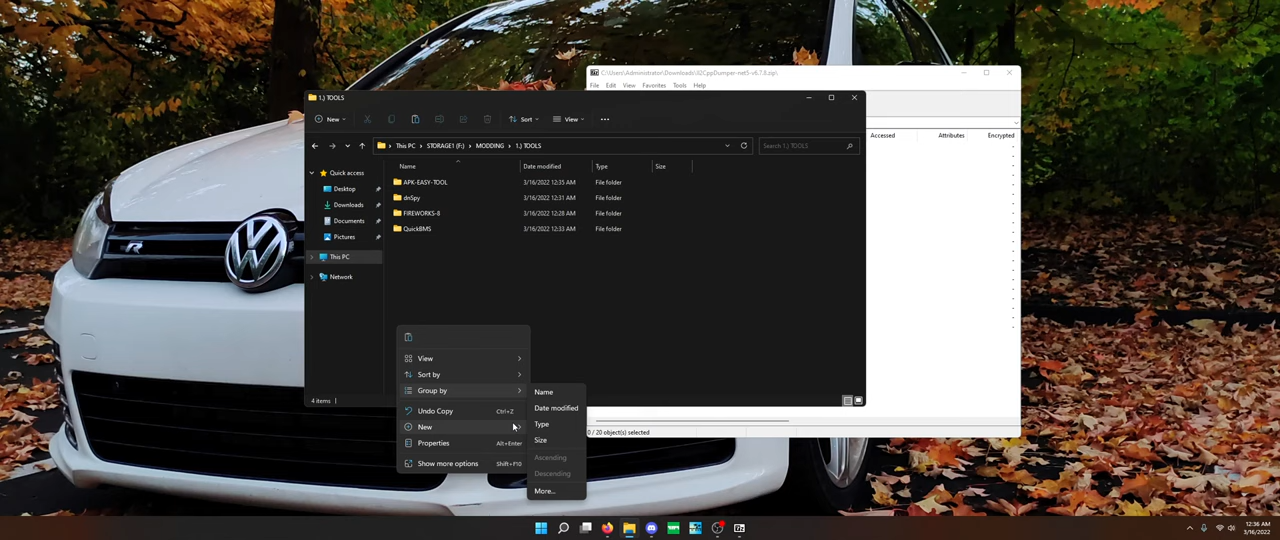 C:\Users\Administrator\Downloads\Il2CppDumper-net5-v6.7.8.zip\
File Edit View Favorites Tools Help
Accessed Attributes Encrypted
0 / 20 object(s) selected
1.) TOOLS
New Sort View
This PC STORAGE1 (F:) MODDING 1.) TOOLS
Search 1.) TOOLS
Name Date modified Type Size
Quick access
Desktop
Downloads
Documents
Pictures
This PC
Network
APK-EASY-TOOL 3/16/2022 12:35 AM File folder
dnSpy 3/16/2022 12:31 AM File folder
FIREWORKS-8 3/16/2022 12:28 AM File folder
QuickBMS 3/16/2022 12:33 AM File folder
4 items
View
Sort by
Group by
Undo Copy Ctrl+Z
New
Properties Alt+Enter
Show more options Shift+F10
Name
Date modified
Type
Size
Ascending
Descending
More...
R
12:36 AM
3/16/2022